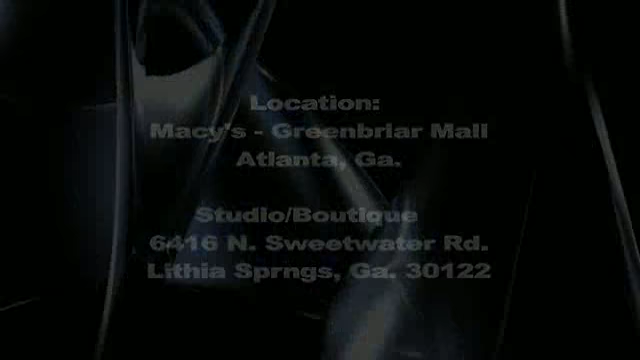 Location:
Macy's - Greenbriar Mall
Atlanta, Ga.
Studio/Boutique
6416 N. Sweetwater Rd.
Lithia Sprngs, Ga. 30122